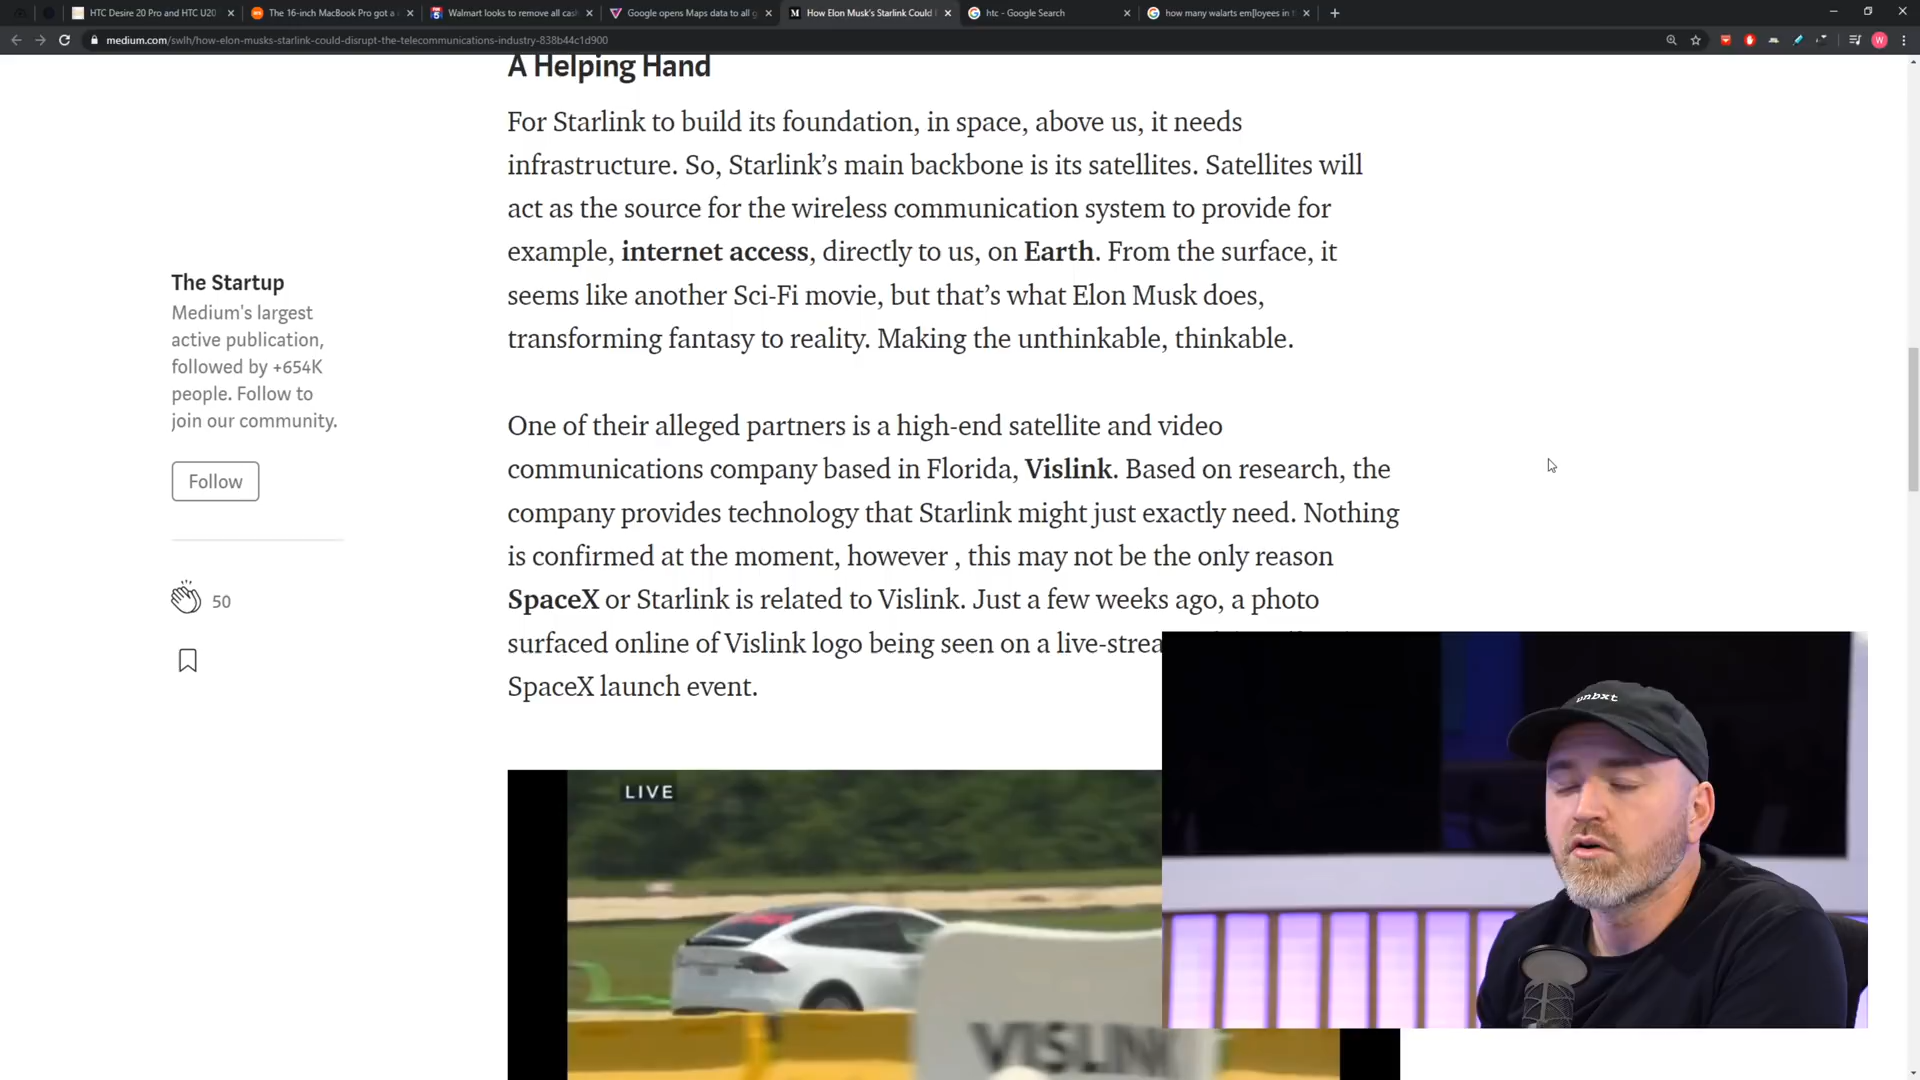 HTC Desire 20 Pro and HTC U20
The 16-inch MacBook Pro got a
Walmart looks to remove all cas
Google opens Maps data to all g
How Elon Musk's Starlink Could
htc - Google Search
how many walarts em[loyees in t
medium.com/swlh/how-elon-musks-starlink-could-disrupt-the-telecommunications-industry-838b44c1d900
W
A Helping Hand
For Starlink to build its foundation, in space, above us, it needs
infrastructure. So, Starlink’s main backbone is its satellites. Satellites will
act as the source for the wireless communication system to provide for
example, internet access, directly to us, on Earth. From the surface, it
seems like another Sci-Fi movie, but that’s what Elon Musk does,
transforming fantasy to reality. Making the unthinkable, thinkable.
The Startup
Medium's largest
active publication,
followed by +654K
people. Follow to
join our community.
Follow
50
One of their alleged partners is a high-end satellite and video
communications company based in Florida, Vislink. Based on research, the
company provides technology that Starlink might just exactly need. Nothing
is confirmed at the moment, however , this may not be the only reason
SpaceX or Starlink is related to Vislink. Just a few weeks ago, a photo
surfaced online of Vislink logo being seen on a live-strea
SpaceX launch event.
LIVE
VISLINK
unbxt